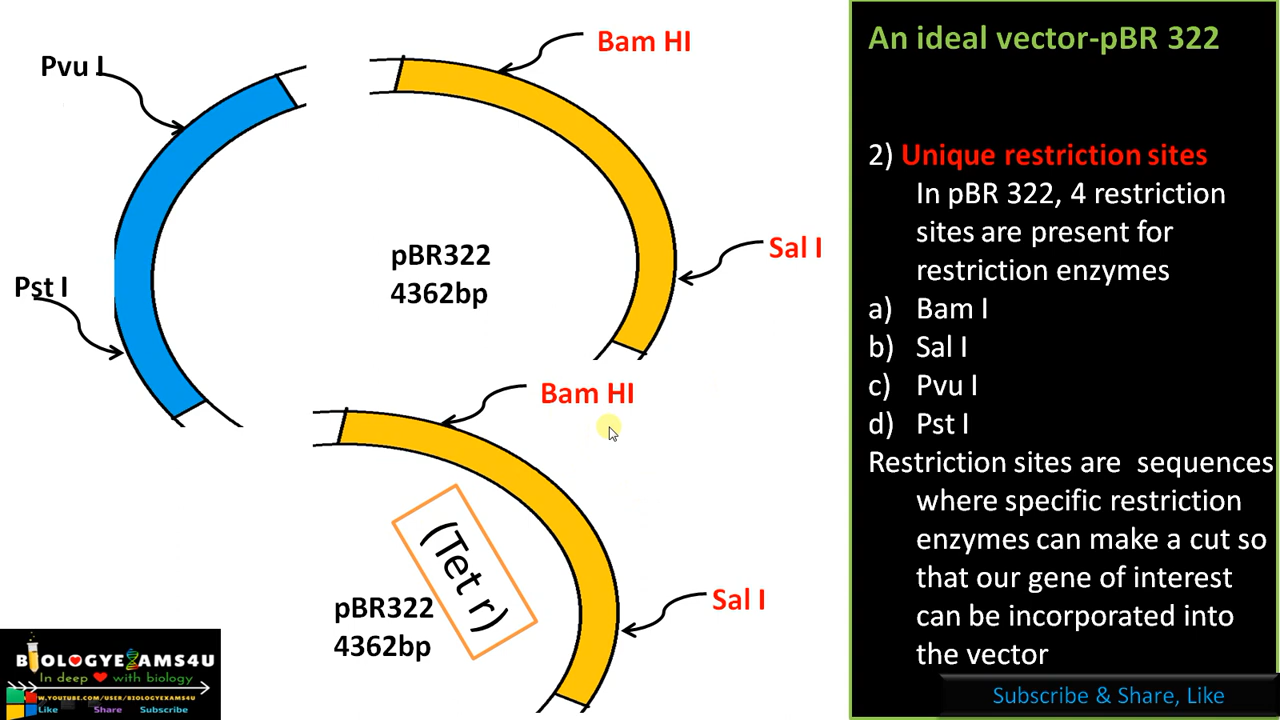 Pvu I
Bam HI
Sal I
Pst I
pBR322
4362bp
Bam HI
(Tet r)
Sal I
pBR322
4362bp
An ideal vector-pBR 322
2) Unique restriction sites
In pBR 322, 4 restriction
sites are present for
restriction enzymes
a) Bam I
b) Sal I
c) Pvu I
d) Pst I
Restriction sites are sequences
where specific restriction
enzymes can make a cut so
that our gene of interest
can be incorporated into
the vector
Subscribe & Share, Like
BIOLOGYEXAMS4U
In deep with biology
WWW.YOUTUBE.COM/USER/BIOLOGYEXAMS4U
Like Share Subscribe